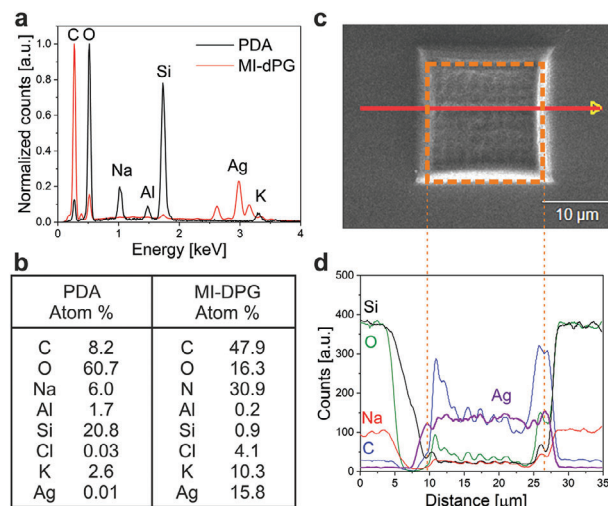 a
C
O
PDA
MI-dPG
Si
Na
Al
Ag
K
Normalized counts [a.u.]
1.0
0.8
0.6
0.4
0.2
0.0
0
1
2
3
4
Energy [keV]
b
PDA
Atom %
MI-DPG
Atom %
C 8.2 C 47.9
O 60.7 O 16.3
Na 6.0 N 30.9
Al 1.7 Al 0.2
Si 20.8 Si 0.9
Cl 0.03 Cl 4.1
K 2.6 K 10.3
Ag 0.01 Ag 15.8
c
10 µm
d
Si
O
Ag
Na
C
Counts [a.u.]
500
400
300
200
100
0
0 5 10 15 20 25 30 35
Distance [µm]